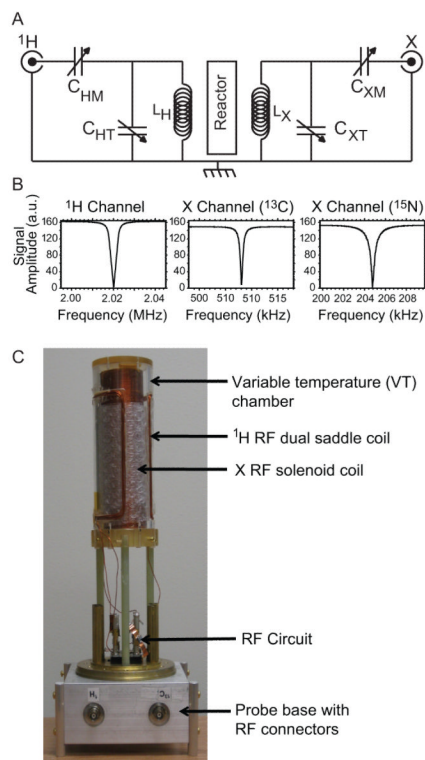 A
¹H
C_HM
C_HT
L_H
Reactor
L_X
C_XT
C_XM
X
B
¹H Channel
X Channel (¹³C)
X Channel (¹⁵N)
Signal
Amplitude (a.u.)
160
120
80
40
0
2.00 2.02 2.04
Frequency (MHz)
160
120
80
40
0
500 510 510 515
Frequency (kHz)
160
120
80
40
0
200 202 204 206 208
Frequency (kHz)
C
Variable temperature (VT)
chamber
¹H RF dual saddle coil
X RF solenoid coil
RF Circuit
Probe base with
RF connectors